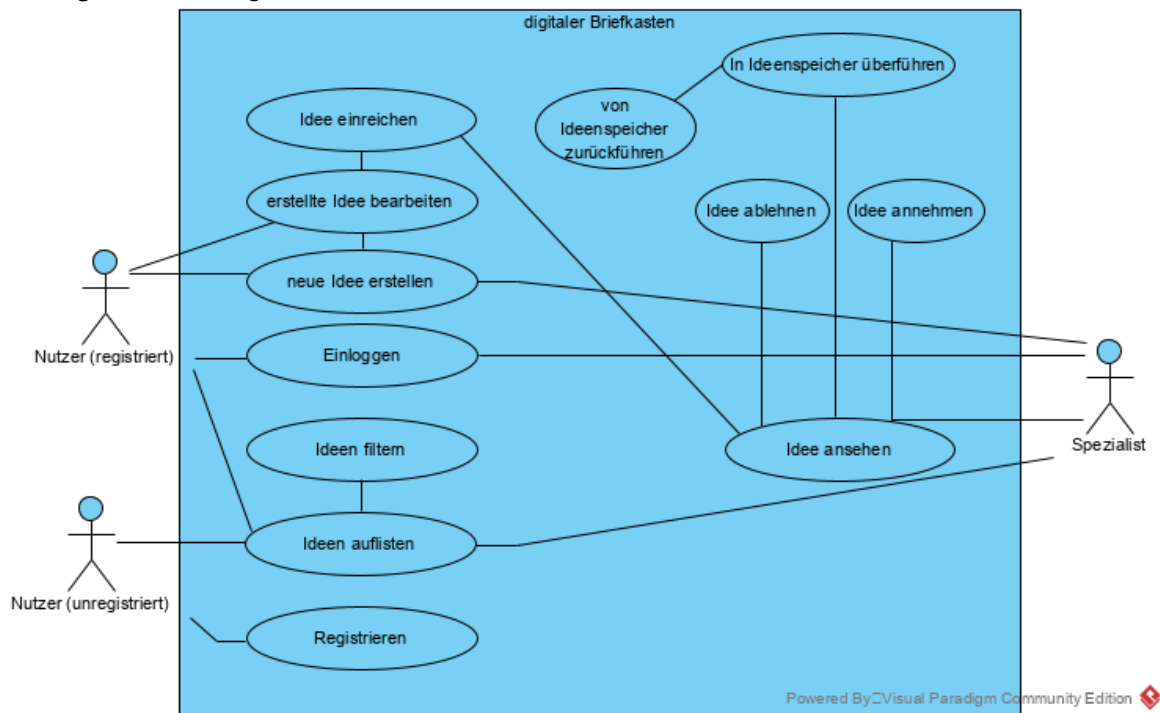 digitaler Briefkasten
In Ideenspeicher überführen
Idee einreichen
von
Ideenspeicher
zurückführen
erstellte Idee bearbeiten
Idee ablehnen
Idee annehmen
neue Idee erstellen
Nutzer (registriert)
Einloggen
Ideen filtern
Idee ansehen
Spezialist
Ideen auflisten
Nutzer (unregistriert)
Registrieren
Powered By Visual Paradigm Community Edition